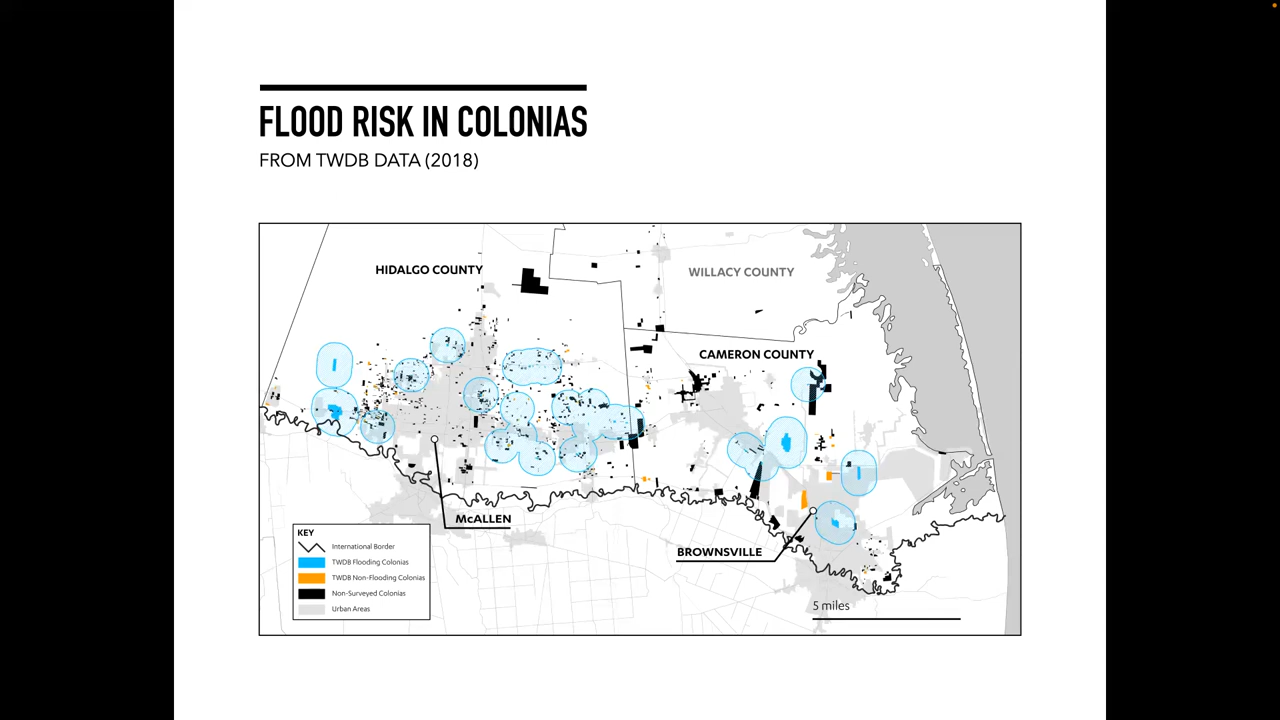 FLOOD RISK IN COLONIAS
FROM TWDB DATA (2018)
HIDALGO COUNTY
WILLACY COUNTY
CAMERON COUNTY
McALLEN
BROWNSVILLE
KEY
International Border
TWDB Flooding Colonias
TWDB Non-Flooding Colonias
Non-Surveyed Colonias
Urban Areas
5 miles